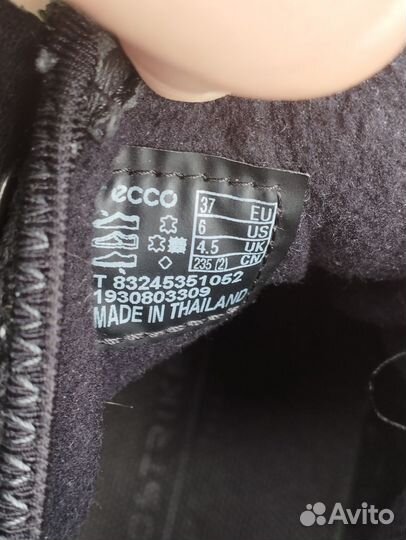 ecco
37 EU
6 US
4.5 UK
235 (2) CN
T 83245351052
1930803309
MADE IN THAILAND
Avito